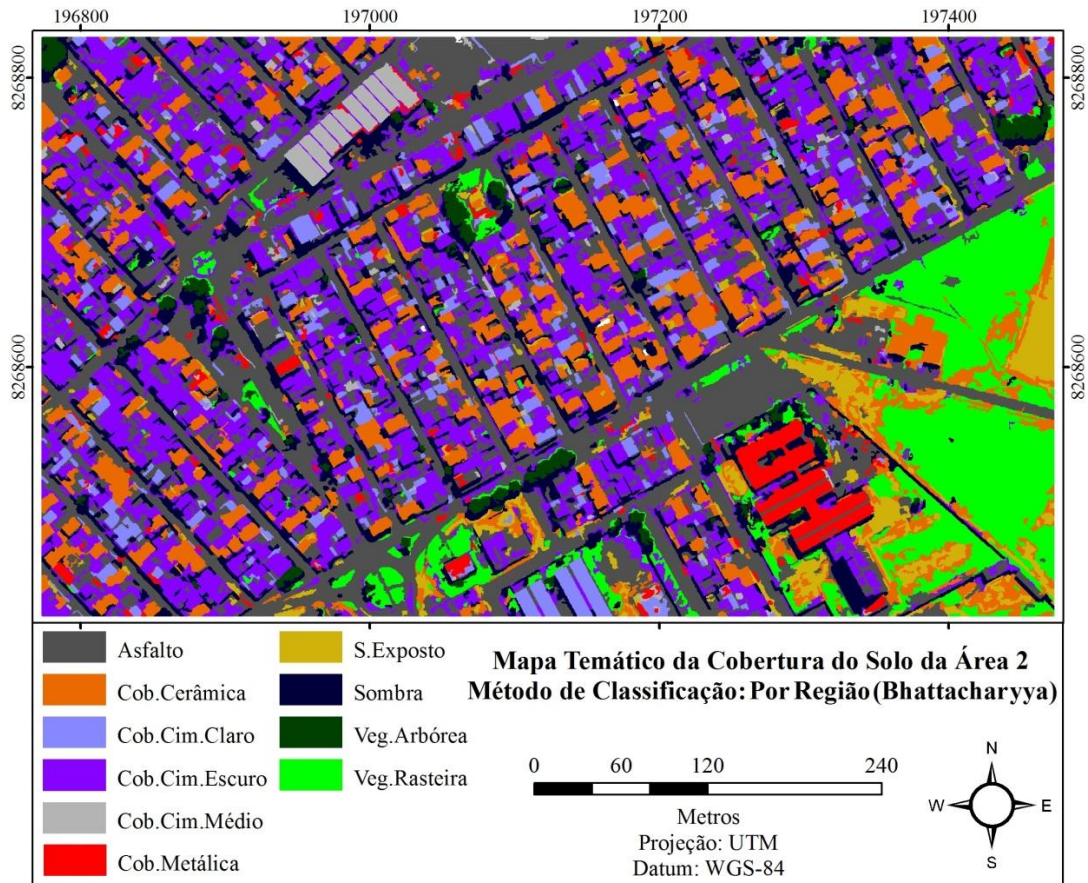 196800 197000 197200 197400
8268800 8268800
8268600 8268600
Asfalto
Cob.Cerâmica
Cob.Cim.Claro
Cob.Cim.Escuro
Cob.Cim.Médio
Cob.Metálica
S.Exposto
Sombra
Veg.Arbórea
Veg.Rasteira
Mapa Temático da Cobertura do Solo da Área 2
Método de Classificação: Por Região (Bhattacharyya)
0 60 120 240
Metros
Projeção: UTM
Datum: WGS-84
N
W E
S